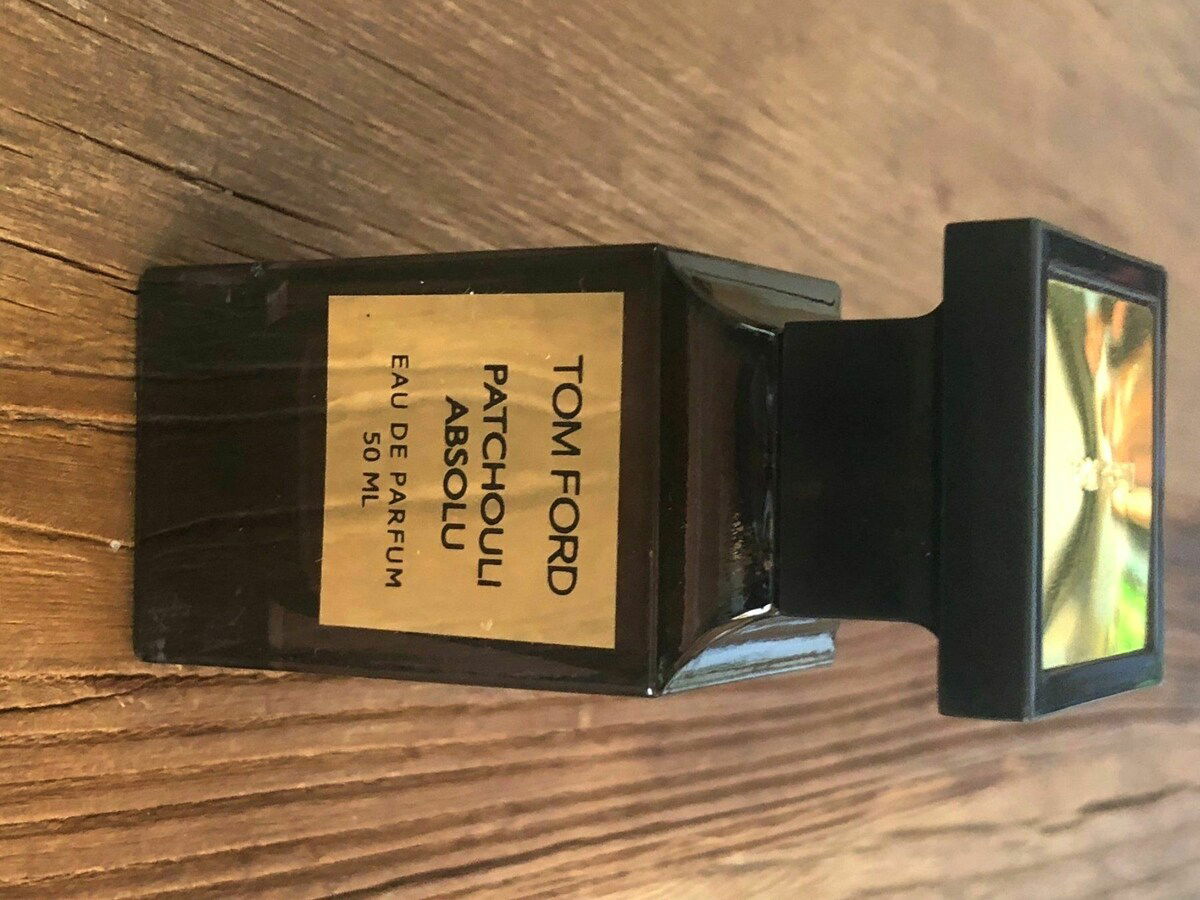 TOM FORD
PATCHOULI
ABSOLU
EAU DE PARFUM
50 ML